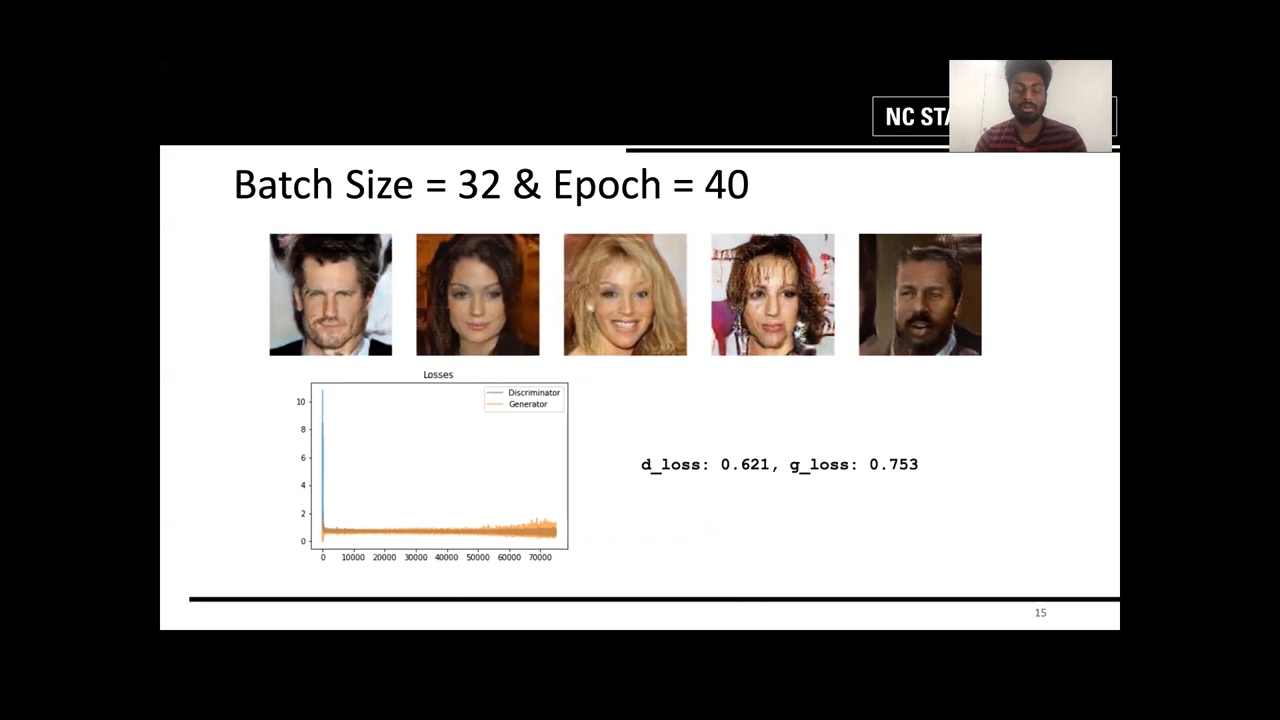 NC STA
Batch Size = 32 & Epoch = 40
Losses
Discriminator
Generator
10
8
6
4
2
0
0 10000 20000 30000 40000 50000 60000 70000
d_loss: 0.621, g_loss: 0.753
15